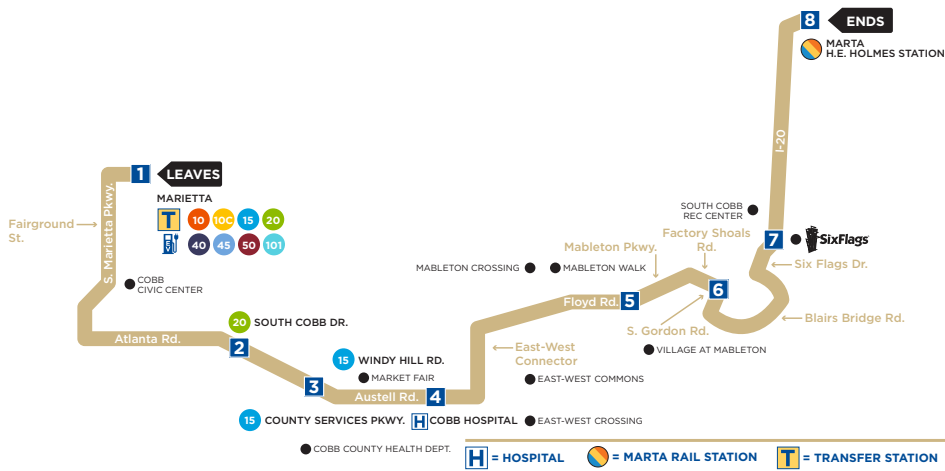 8
ENDS
MARTA
H.E. HOLMES STATION
I-20
1
LEAVES
MARIETTA
T
10
10C
15
20
EV
40
45
50
101
Fairground
St.
S. Marietta Pkwy.
COBB
CIVIC CENTER
SOUTH COBB
REC CENTER
7
SixFlags
Six Flags Dr.
Factory Shoals
Rd.
Mableton Pkwy.
MABLETON CROSSING
MABLETON WALK
6
5
Floyd Rd.
S. Gordon Rd.
Blairs Bridge Rd.
VILLAGE AT MABLETON
20
SOUTH COBB DR.
Atlanta Rd.
2
East-West
Connector
15
WINDY HILL RD.
MARKET FAIR
3
EAST-WEST COMMONS
Austell Rd.
4
15
COUNTY SERVICES PKWY.
H
COBB HOSPITAL
EAST-WEST CROSSING
COBB COUNTY HEALTH DEPT.
H = HOSPITAL
= MARTA RAIL STATION
T = TRANSFER STATION